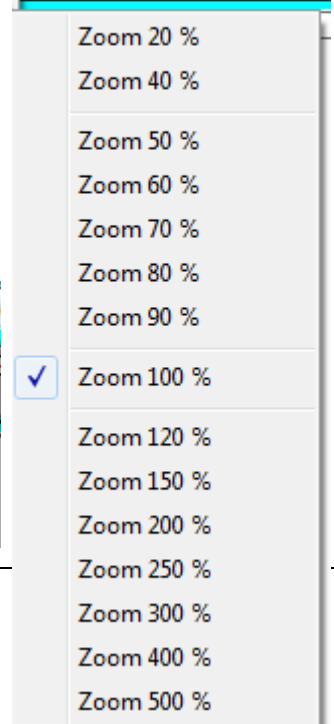 Zoom 20 %
Zoom 40 %
Zoom 50 %
Zoom 60 %
Zoom 70 %
Zoom 80 %
Zoom 90 %
Zoom 100 %
Zoom 120 %
Zoom 150 %
Zoom 200 %
Zoom 250 %
Zoom 300 %
Zoom 400 %
Zoom 500 %